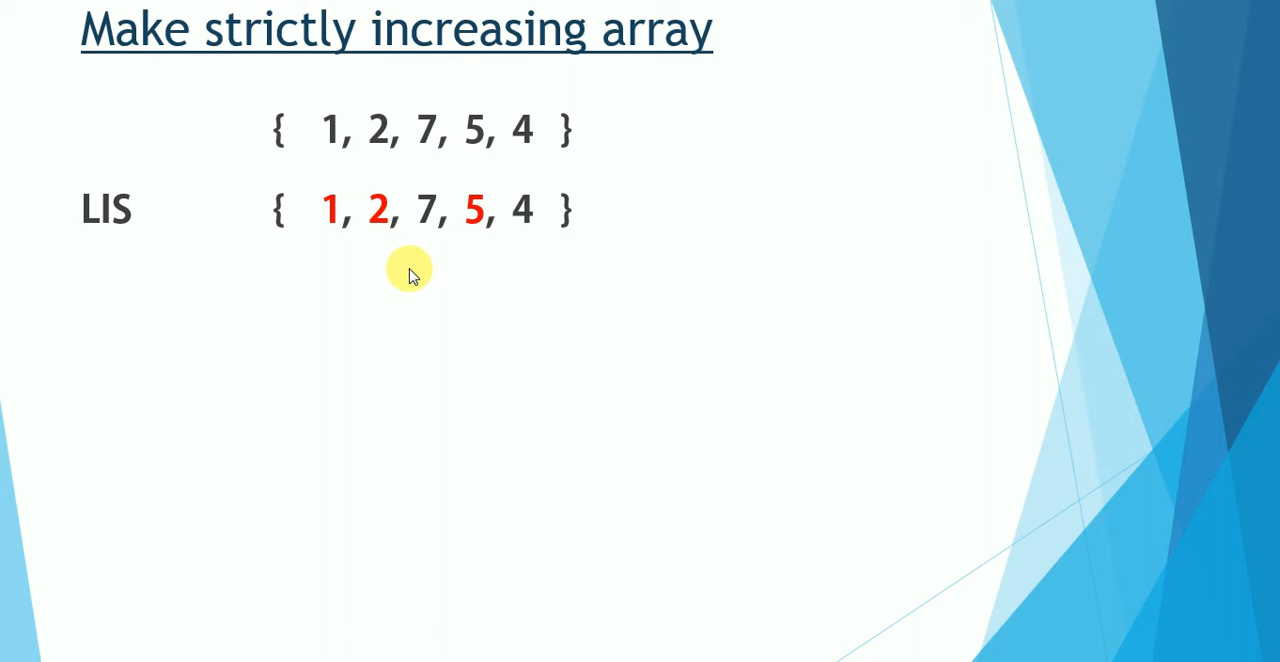 Make strictly increasing array
{ 1, 2, 7, 5, 4 }
LIS { 1, 2, 7, 5, 4 }